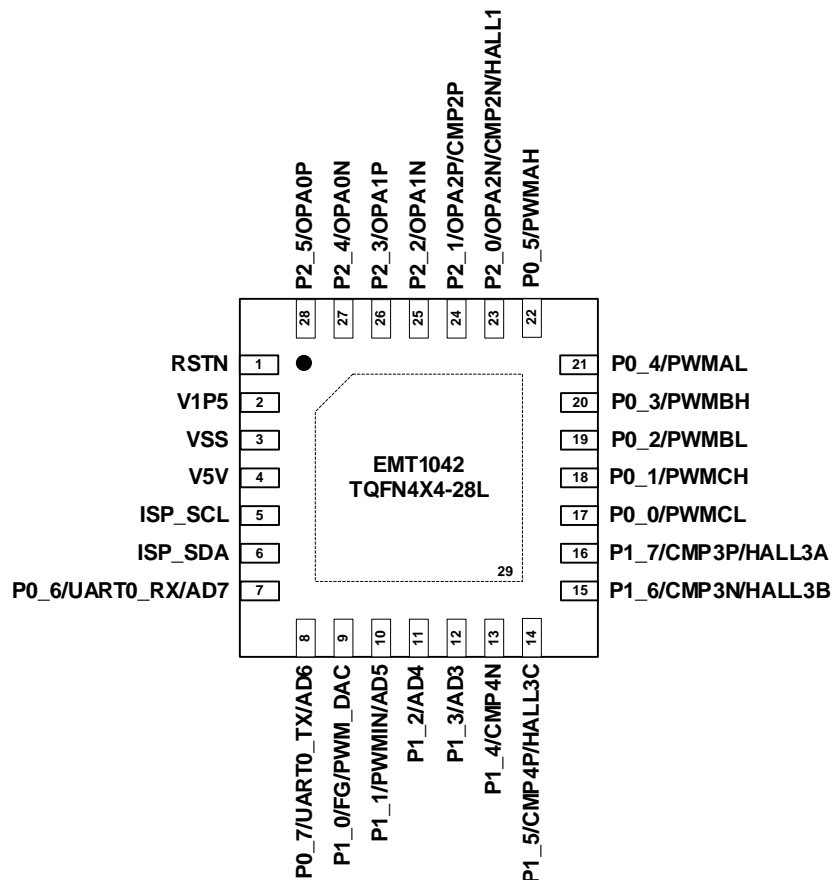 P2_5/OPA0P
P2_4/OPA0N
P2_3/OPA1P
P2_2/OPA1N
P2_1/OPA2P/CMP2P
P2_0/OPA2N/CMP2N/HALL1
P0_5/PWMAH
28
27
26
25
24
23
22
RSTN 1
V1P5 2
VSS 3
V5V 4
ISP_SCL 5
ISP_SDA 6
P0_6/UART0_RX/AD7 7
EMT1042
TQFN4X4-28L
29
21 P0_4/PWMAL
20 P0_3/PWMBH
19 P0_2/PWMBL
18 P0_1/PWMCH
17 P0_0/PWMCL
16 P1_7/CMP3P/HALL3A
15 P1_6/CMP3N/HALL3B
8
9
10
11
12
13
14
P0_7/UART0_TX/AD6
P1_0/FG/PWM_DAC
P1_1/PWMIN/AD5
P1_2/AD4
P1_3/AD3
P1_4/CMP4N
P1_5/CMP4P/HALL3C